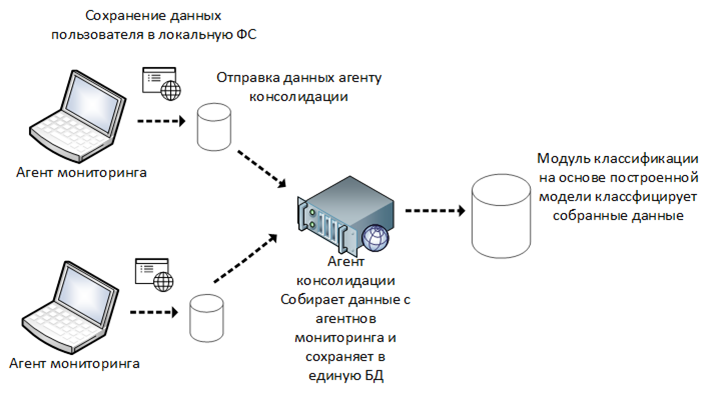 Сохранение данных
пользователя в локальную ФС
Отправка данных агенту
консолидации
Агент мониторинга
Модуль классификации
на основе построенной
модели классфицирует
собранные данные
Агент
консолидации
Собирает данные с
агентнов
мониторинга и
сохраняет в
единую БД
Агент мониторинга